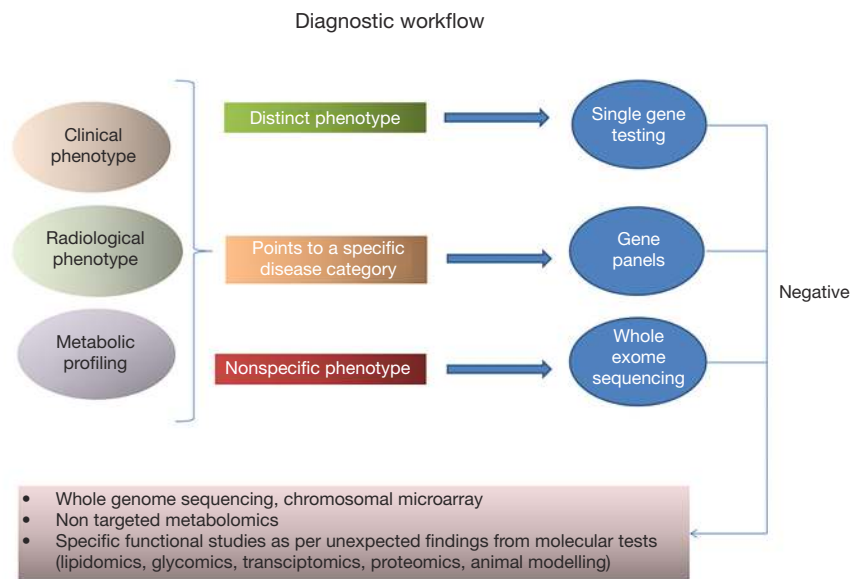 Diagnostic workflow
Clinical
phenotype
Radiological
phenotype
Metabolic
profiling
Distinct phenotype
Points to a specific
disease category
Nonspecific phenotype
Single gene
testing
Gene
panels
Whole
exome
sequencing
Negative
• Whole genome sequencing, chromosomal microarray
• Non targeted metabolomics
• Specific functional studies as per unexpected findings from molecular tests
(lipidomics, glycomics, transciptomics, proteomics, animal modelling)